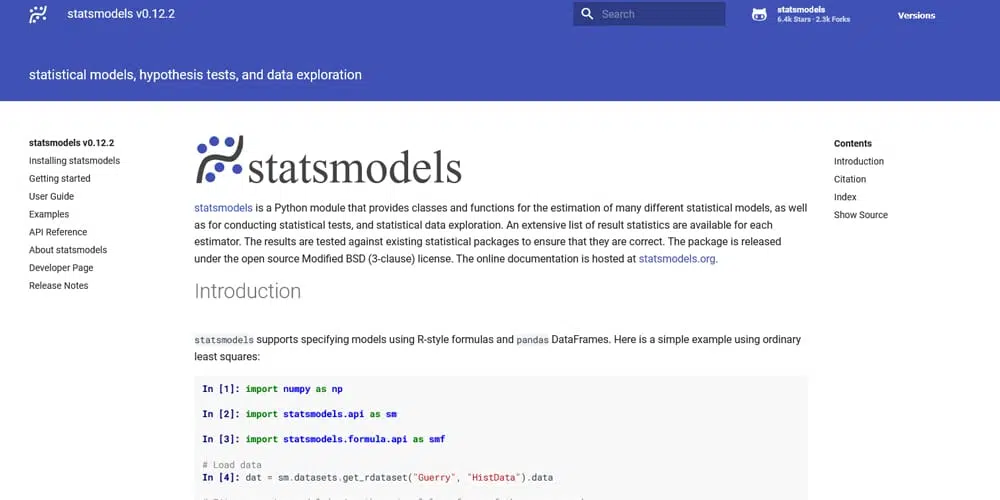 statsmodels v0.12.2
Search
statsmodels
6.4k Stars · 2.3k Forks
Versions
statistical models, hypothesis tests, and data exploration
statsmodels v0.12.2
Installing statsmodels
Getting started
User Guide
Examples
API Reference
About statsmodels
Developer Page
Release Notes
statsmodels
statsmodels is a Python module that provides classes and functions for the estimation of many different statistical models, as well
as for conducting statistical tests, and statistical data exploration. An extensive list of result statistics are available for each
estimator. The results are tested against existing statistical packages to ensure that they are correct. The package is released
under the open source Modified BSD (3-clause) license. The online documentation is hosted at statsmodels.org.
Introduction
statsmodels supports specifying models using R-style formulas and pandas DataFrames. Here is a simple example using ordinary
least squares:
In [1]: import numpy as np
In [2]: import statsmodels.api as sm
In [3]: import statsmodels.formula.api as smf
# Load data
In [4]: dat = sm.datasets.get_rdataset("Guerry", "HistData").data
Contents
Introduction
Citation
Index
Show Source